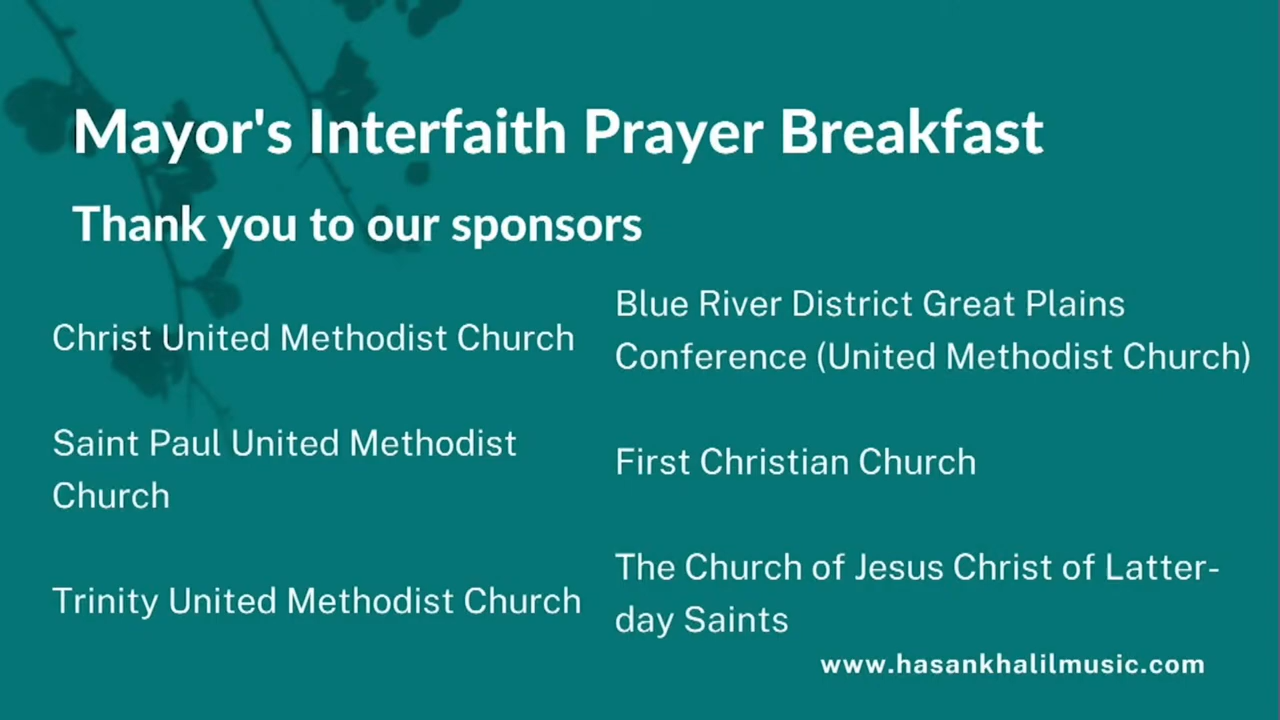 Mayor's Interfaith Prayer Breakfast
Thank you to our sponsors
Christ United Methodist Church
Saint Paul United Methodist
Church
Trinity United Methodist Church
Blue River District Great Plains
Conference (United Methodist Church)
First Christian Church
The Church of Jesus Christ of Latter-
day Saints
www.hasankhalilmusic.com